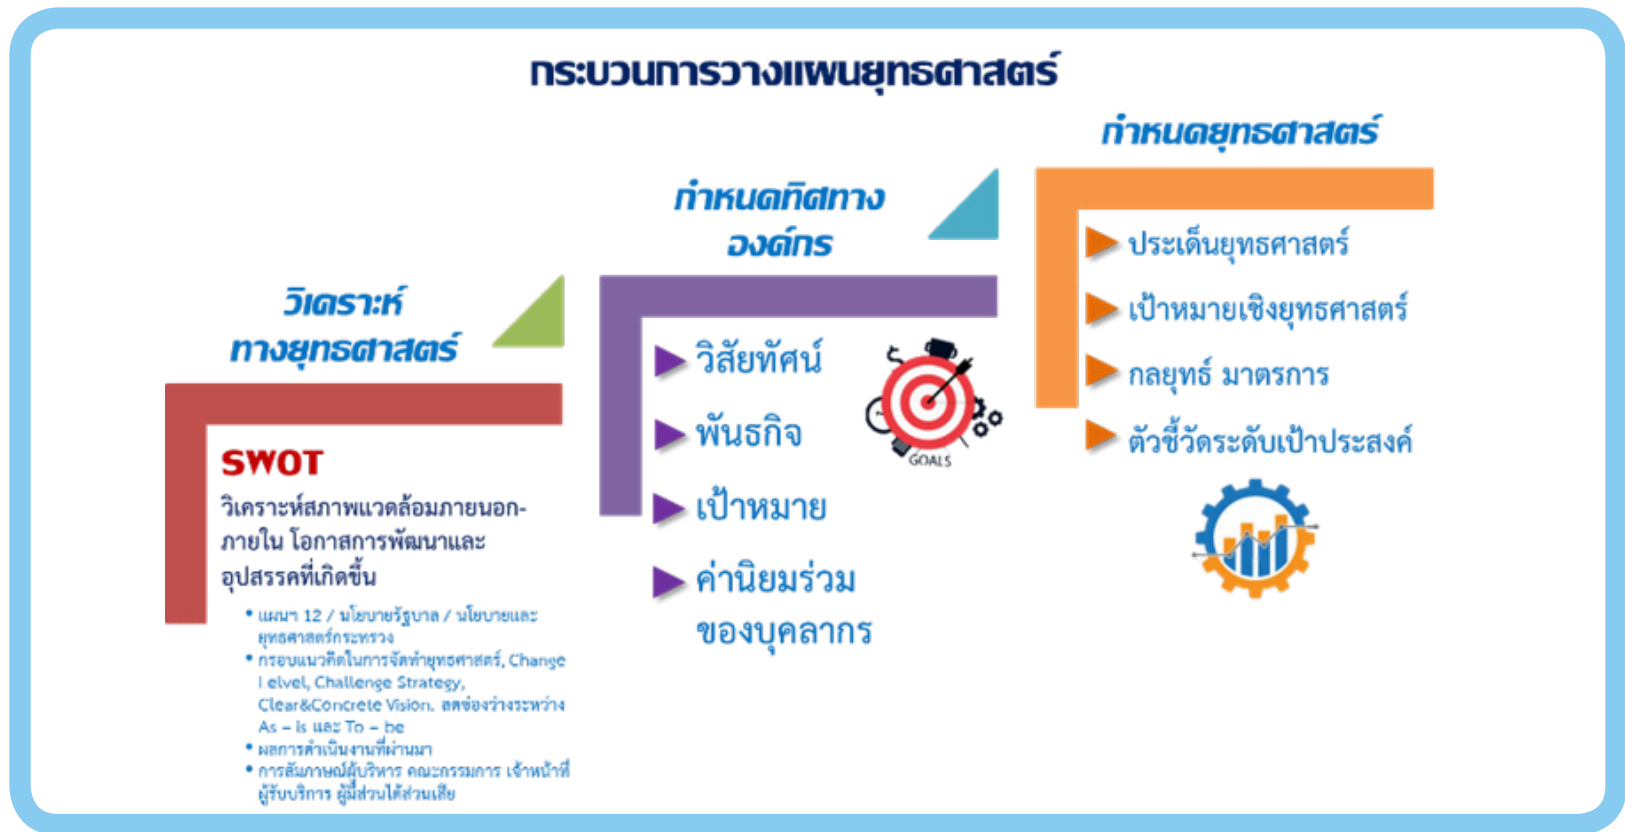 กระบวนการวางแผนยุทธศาสตร์
วิเคราะห์
ทางยุทธศาสตร์
SWOT
วิเคราะห์สภาพแวดล้อมภายนอก-
ภายใน โอกาสการพัฒนาและ
อุปสรรคที่เกิดขึ้น
• แผนฯ 12 / นโยบายรัฐบาล / นโยบายและ
ยุทธศาสตร์กระทรวง
• กรอบแนวคิดในการจัดทำยุทธศาสตร์, Change
Lelvel, Challenge Strategy,
Clear&Concrete Vision. ลดช่องว่างระหว่าง
As – is และ To – be
• ผลการดำเนินงานที่ผ่านมา
• การสัมภาษณ์ผู้บริหาร คณะกรรมการ เจ้าหน้าที่
ผู้รับบริการ ผู้มีส่วนได้ส่วนเสีย
กำหนดทิศทาง
องค์กร
วิสัยทัศน์
พันธกิจ
เป้าหมาย
ค่านิยมร่วม
ของบุคลากร
GOALS
กำหนดยุทธศาสตร์
ประเด็นยุทธศาสตร์
เป้าหมายเชิงยุทธศาสตร์
กลยุทธ์ มาตรการ
ตัวชี้วัดระดับเป้าประสงค์